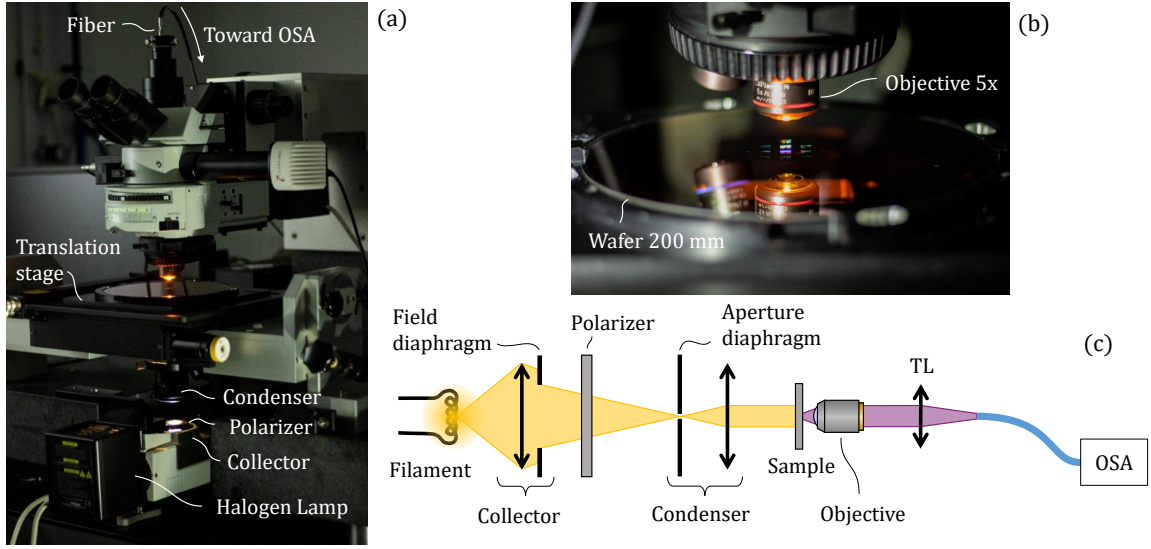 Fiber
Toward OSA
(a)
Translation
stage
Condenser
Polarizer
Collector
Halogen Lamp
(b)
Objective 5x
Wafer 200 mm
Field
diaphragm
Polarizer
Aperture
diaphragm
(c)
TL
Filament
Sample
OSA
Collector
Condenser
Objective